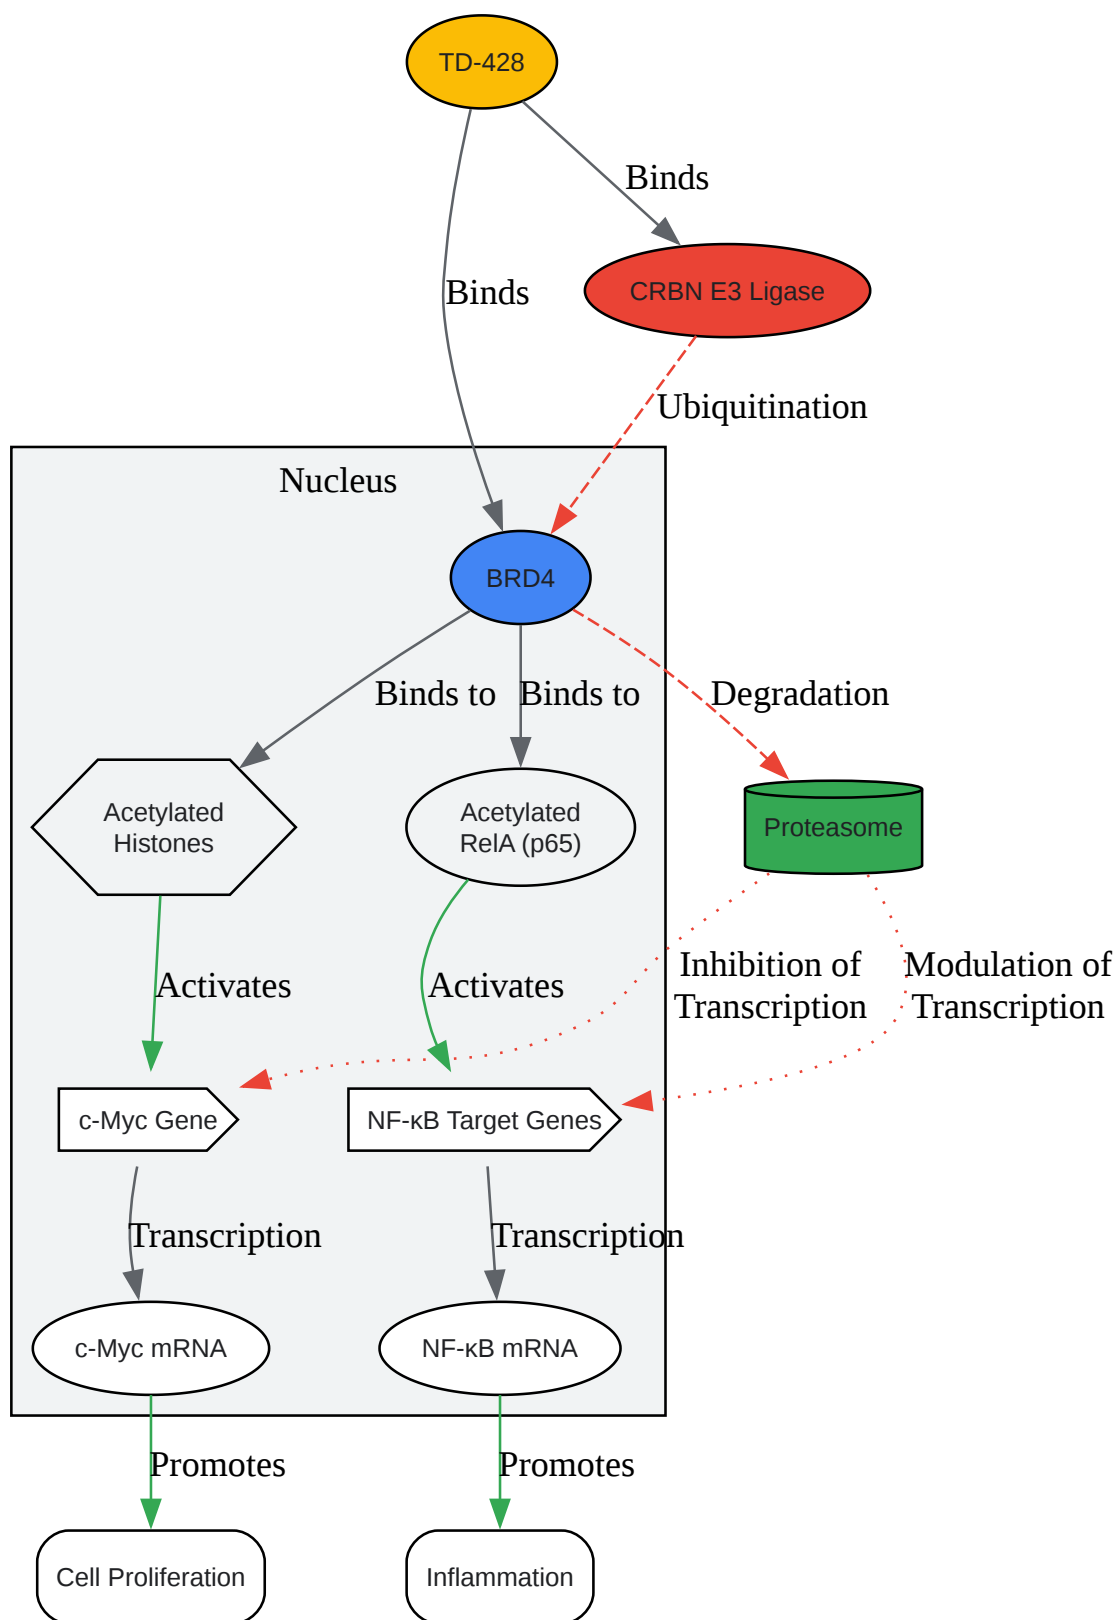 TD-428
Binds
Binds
CRBN E3 Ligase
Ubiquitination
Nucleus
BRD4
Binds to
Binds to
Degradation
Acetylated
Histones
Acetylated
RelA (p65)
Proteasome
Activates
Activates
Inhibition of
Transcription
Modulation of
Transcription
c-Myc Gene
NF-κB Target Genes
Transcription
Transcription
c-Myc mRNA
NF-κB mRNA
Promotes
Promotes
Cell Proliferation
Inflammation